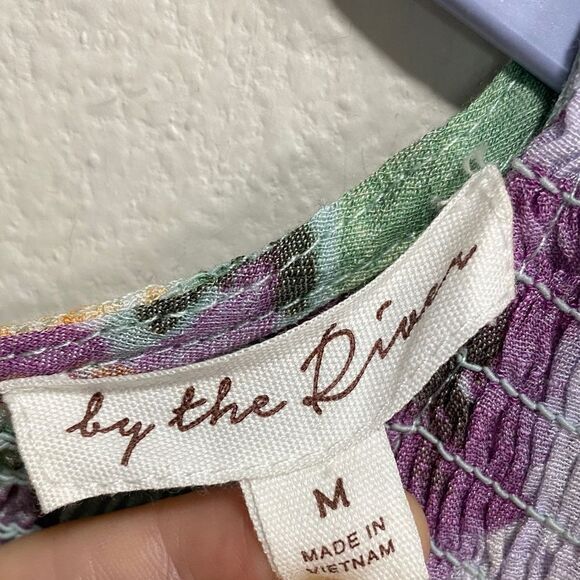 by the River
M
MADE IN
VIETNAM